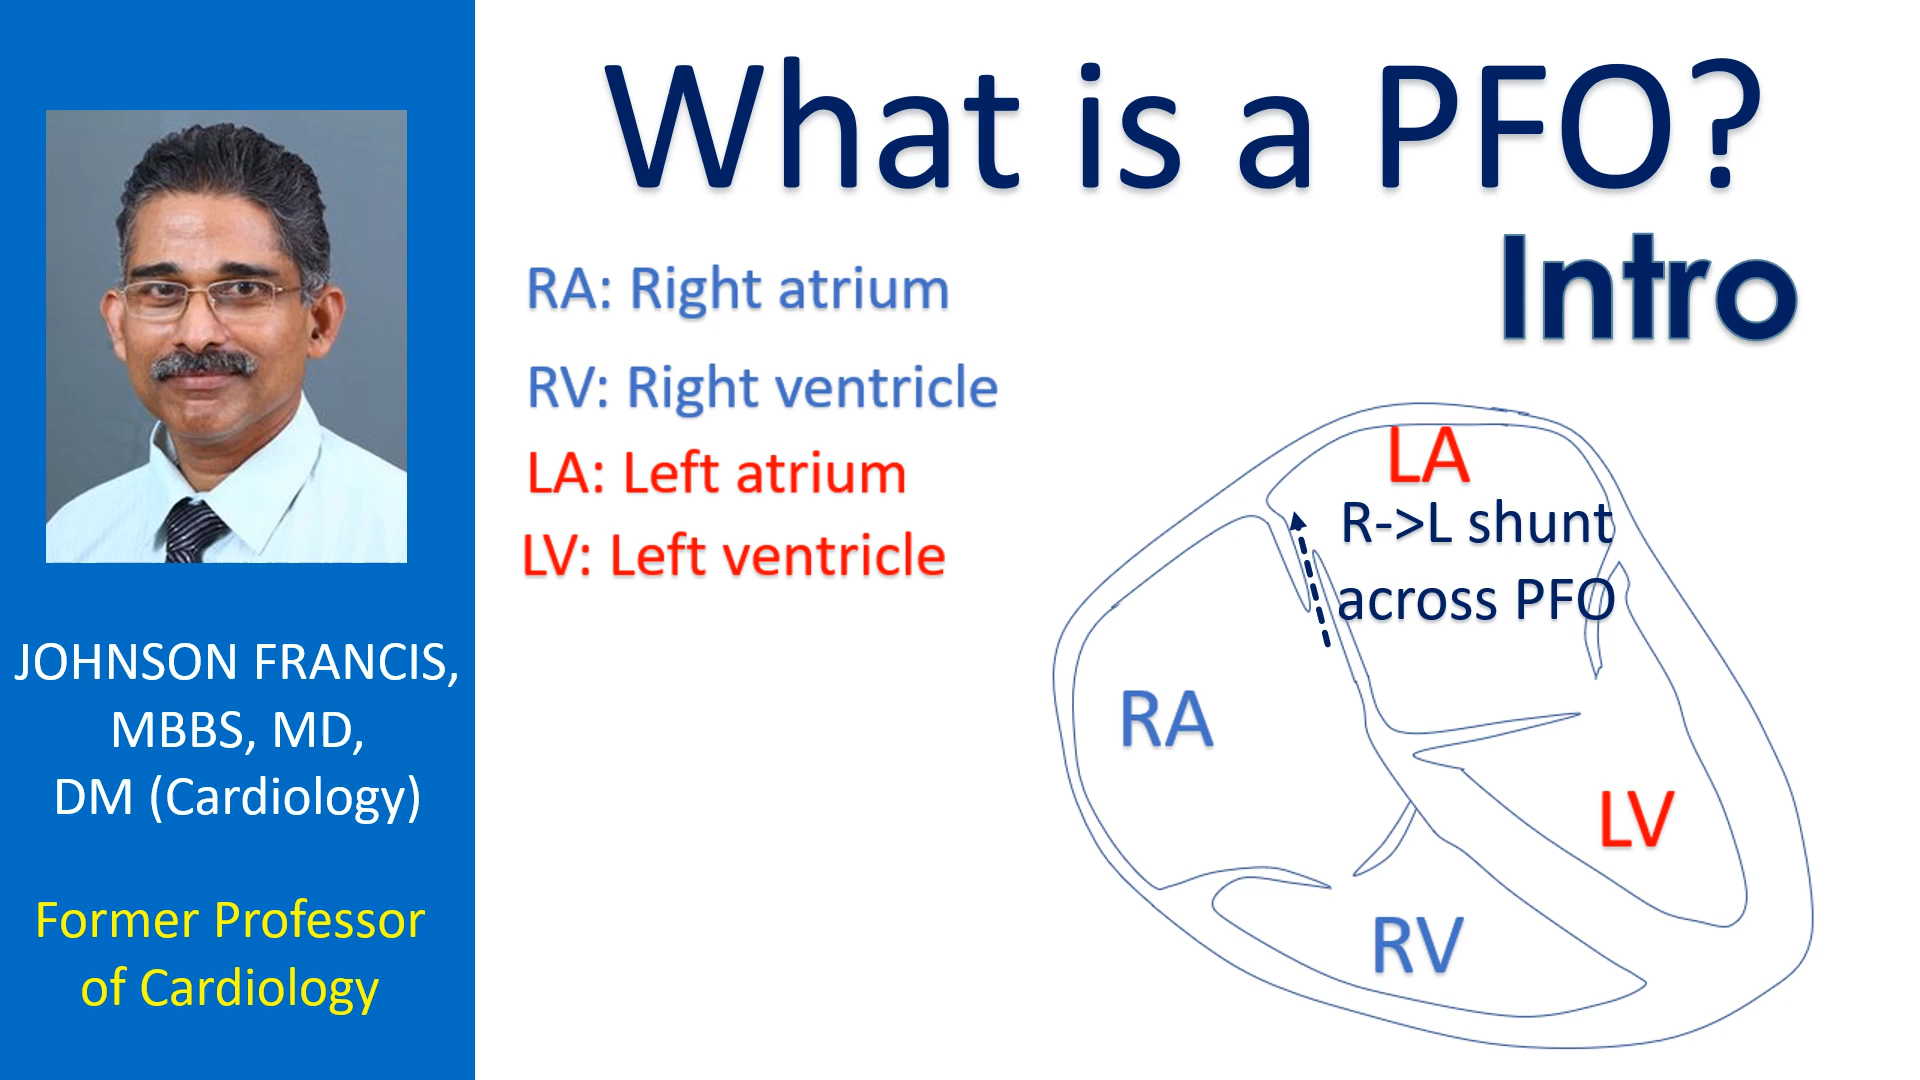 What is a PFO?
Intro
RA: Right atrium
RV: Right ventricle
LA: Left atrium
LV: Left ventricle
LA
R->L shunt
across PFO
RA
LV
RV
JOHNSON FRANCIS,
MBBS, MD,
DM (Cardiology)
Former Professor
of Cardiology